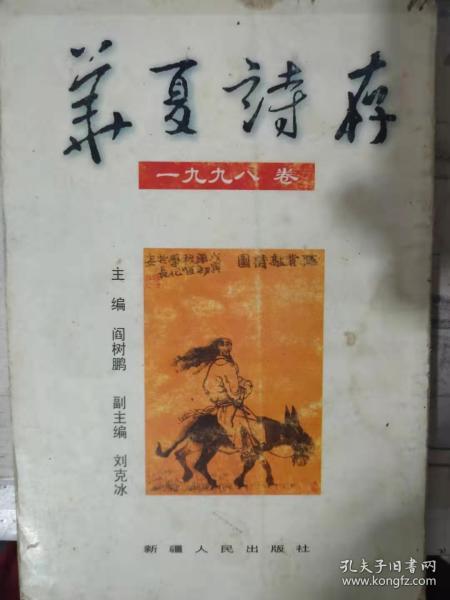 華夏詩存
一九九八 卷
主编 阎树鹏 副主编 刘克冰
新疆人民出版社
孔夫子旧书网
www.kongfz.com